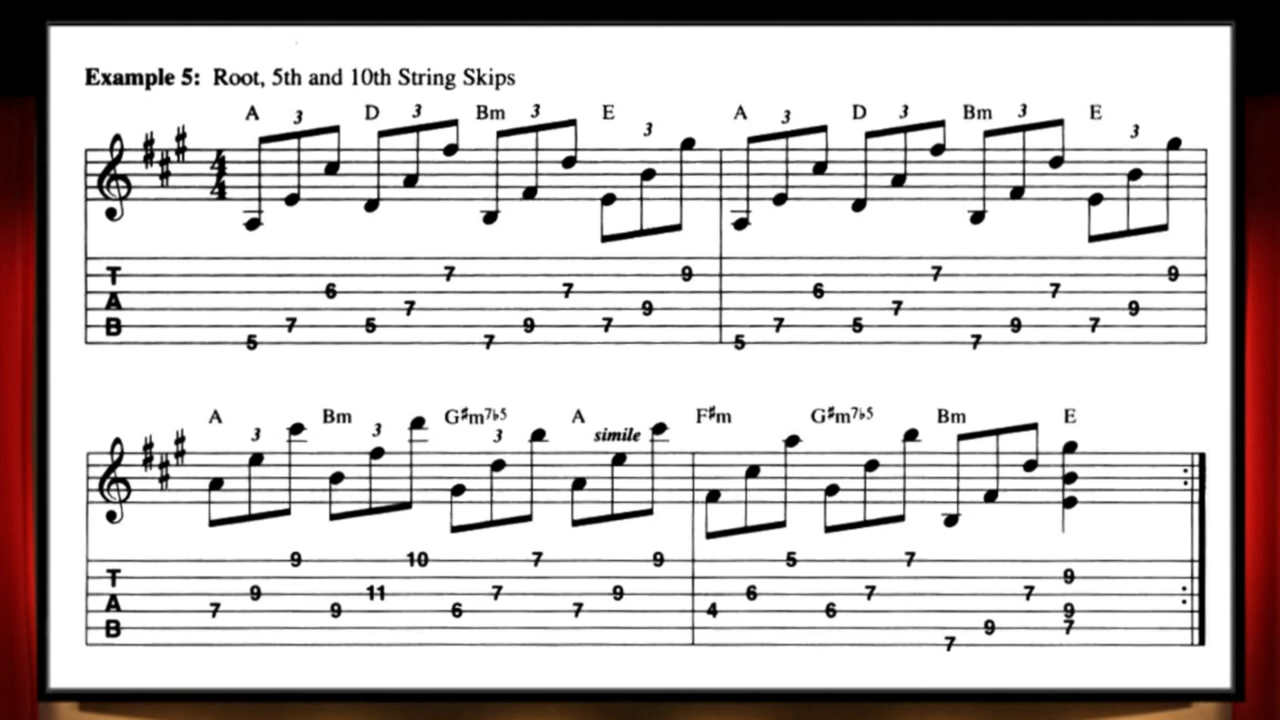 Example 5: Root, 5th and 10th String Skips
A 3 D 3 Bm 3 E 3 A 3 D 3 Bm 3 E 3
4
4
7 9 7 9
T 6 7 6 7
A 7 9 7 9
B 7 5 9 7 7 5 9 7
5 7 5 7
A 3 Bm 3 G♯m7♭5 3 A simile F♯m G♯m7♭5 Bm E
9 10 7 9 5 7
T 9
A 9 11 7 9 6 7 7
7 9 6 7 4 6 9
B 9 7
7